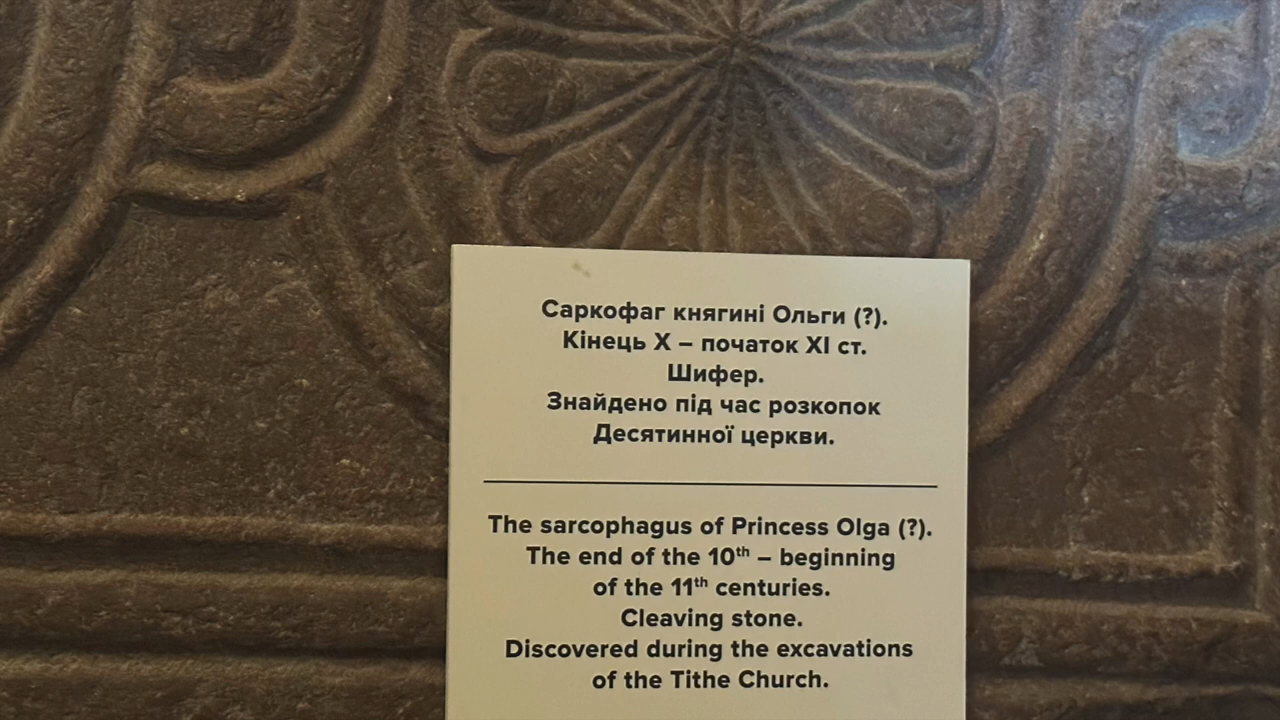 Саркофаг княгині Ольги (?).
Кінець X – початок XI ст.
Шифер.
Знайдено під час розкопок
Десятинної церкви.
The sarcophagus of Princess Olga (?).
The end of the 10th – beginning
of the 11th centuries.
Cleaving stone.
Discovered during the excavations
of the Tithe Church.